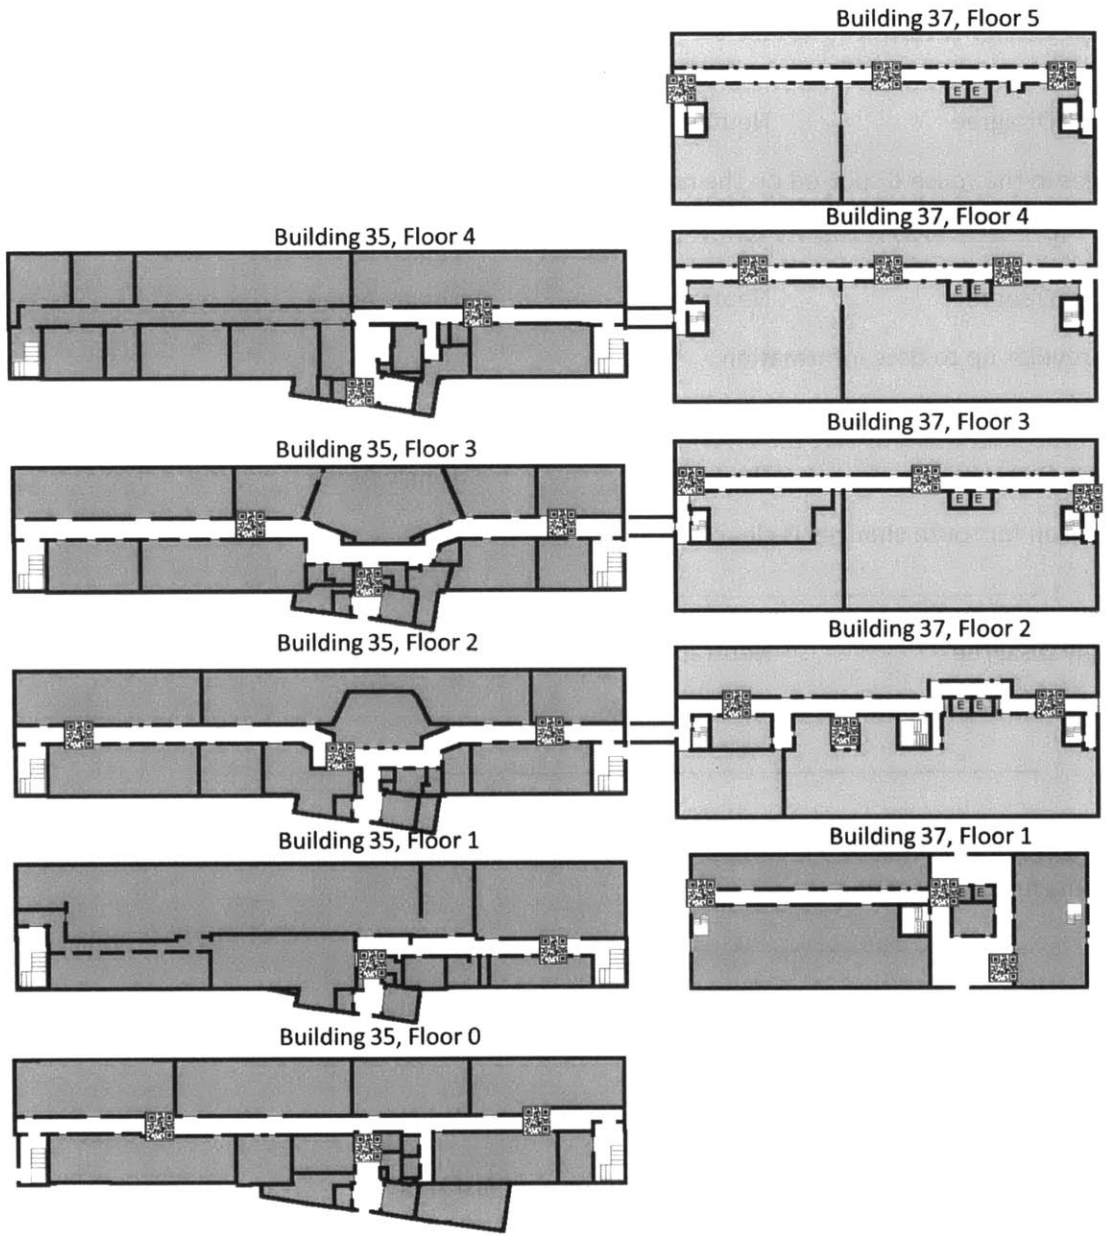 Building 37, Floor 5
E E
Building 37, Floor 4
Building 35, Floor 4
E E
Building 37, Floor 3
Building 35, Floor 3
E E
Building 37, Floor 2
Building 35, Floor 2
E E
Building 37, Floor 1
Building 35, Floor 1
E E
Building 35, Floor 0